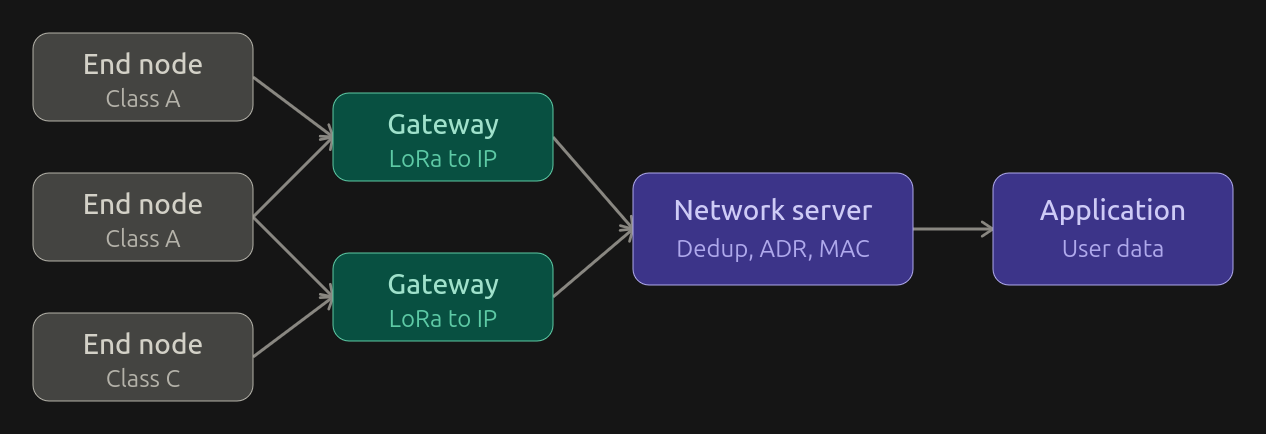 End node
Class A
End node
Class A
End node
Class C
Gateway
LoRa to IP
Gateway
LoRa to IP
Network server
Dedup, ADR, MAC
Application
User data